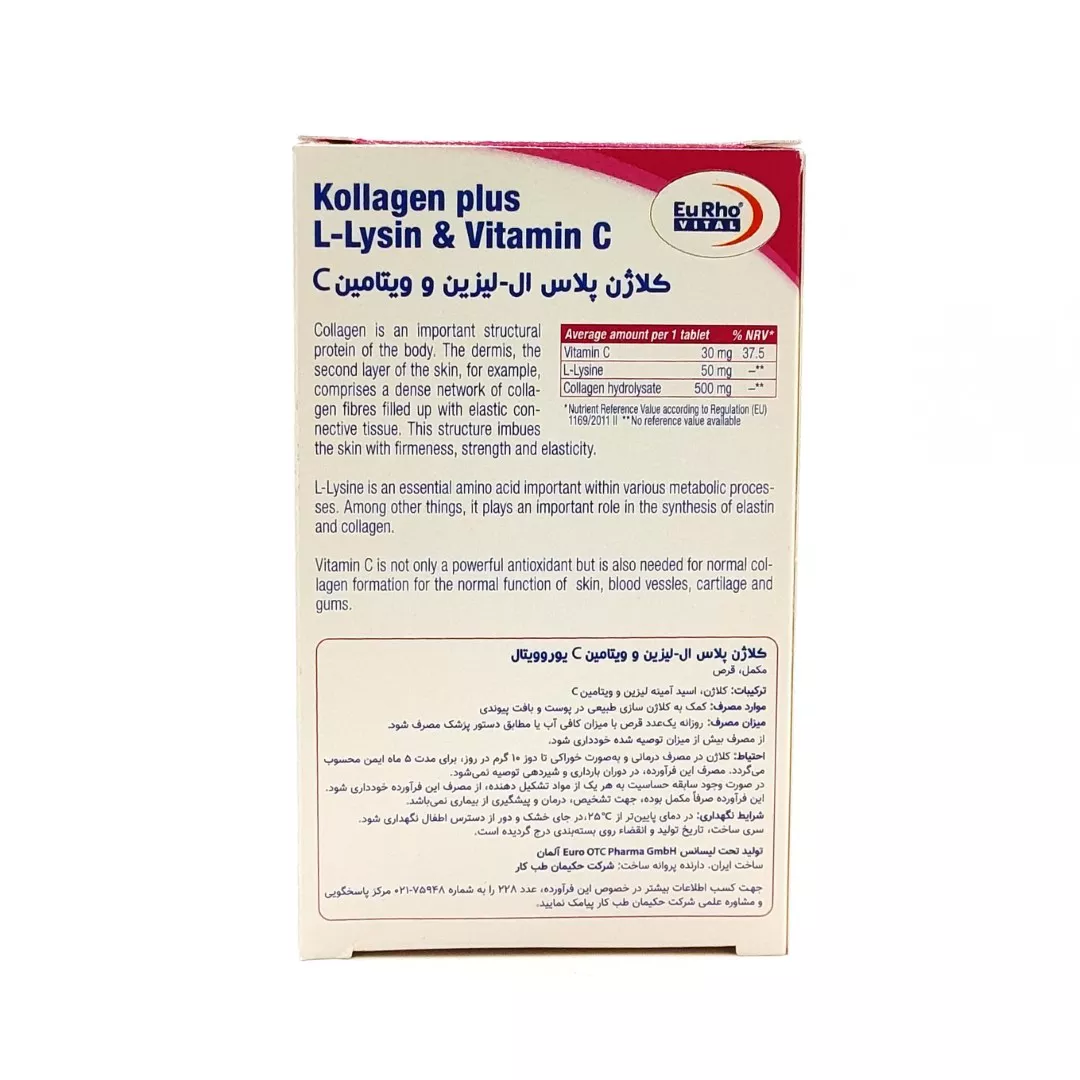 Kollagen plus
L-Lysin & Vitamin C
EuRho®
VITAL
کلاژن پلاس ال-لیزین و ویتامین C
Collagen is an important structural
protein of the body. The dermis, the
second layer of the skin, for example,
comprises a dense network of colla-
gen fibres filled up with elastic con-
nective tissue. This structure imbues
the skin with firmeness, strength and elasticity.
Average amount per 1 tablet % NRV*
Vitamin C 30 mg 37.5
L-Lysine 50 mg –**
Collagen hydrolysate 500 mg –**
*Nutrient Reference Value according to Regulation (EU)
1169/2011 II **No reference value available
L-Lysine is an essential amino acid important within various metabolic proces-
ses. Among other things, it plays an important role in the synthesis of elastin
and collagen.
Vitamin C is not only a powerful antioxidant but is also needed for normal col-
lagen formation for the normal function of skin, blood vessles, cartilage and
gums.
کلاژن پلاس ال-لیزین و ویتامین C یوروویتال
مکمل، قرص
ترکیبات: کلاژن، اسید آمینه لیزین و ویتامین C
موارد مصرف: کمک به کلاژن سازی طبیعی در پوست و بافت پیوندی
میزان مصرف: روزانه یک‌عدد قرص با میزان کافی آب یا مطابق دستور پزشک مصرف شود.
از مصرف بیش از میزان توصیه شده خودداری شود.
احتیاط: کلاژن در مصرف درمانی و به‌صورت خوراکی تا دوز ۱۰ گرم در روز، برای مدت ۵ ماه ایمن محسوب
می‌گردد. مصرف این فرآورده، در دوران بارداری و شیردهی توصیه نمی‌شود.
در صورت وجود سابقه حساسیت به هر یک از مواد تشکیل دهنده، از مصرف این فرآورده خودداری شود.
این فرآورده صرفاً مکمل بوده، جهت تشخیص، درمان و پیشگیری از بیماری نمی‌باشد.
شرایط نگهداری: در دمای پایین‌تر از ۲۵°C،در جای خشک و دور از دسترس اطفال نگهداری شود.
سری ساخت، تاریخ تولید و انقضاء روی بسته‌بندی درج گردیده است.
تولید تحت لیسانس Euro OTC Pharma GmbH آلمان
ساخت ایران. دارنده پروانه ساخت: شرکت حکیمان طب کار
جهت کسب اطلاعات بیشتر در خصوص این فرآورده، عدد ۲۲۸ را به شماره ۷۵۹۴۸-۰۲۱ مرکز پاسخگویی
و مشاوره علمی شرکت حکیمان طب کار پیامک نمایید.